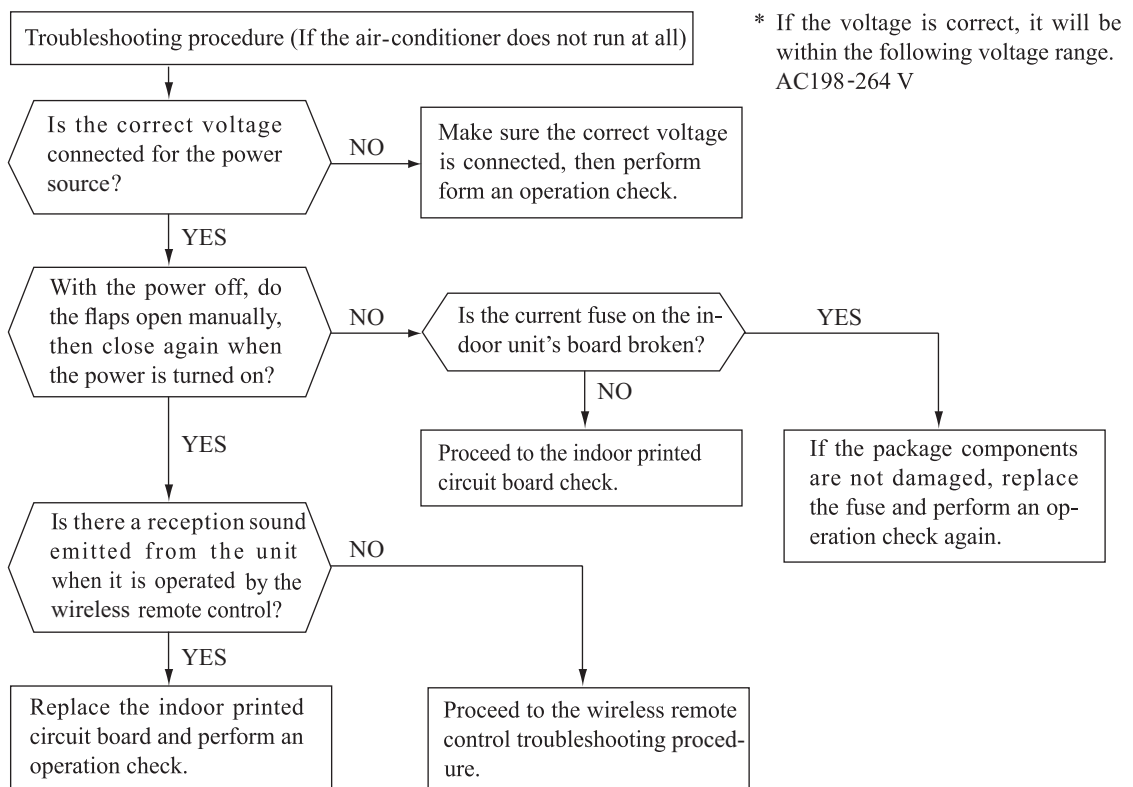 Troubleshooting procedure (If the air-conditioner does not run at all)
* If the voltage is correct, it will be
within the following voltage range.
AC198-264 V
Is the correct voltage
connected for the power
source?
NO
Make sure the correct voltage
is connected, then perform
form an operation check.
YES
With the power off, do
the flaps open manually,
then close again when
the power is turned on?
NO
Is the current fuse on the in-
door unit's board broken?
YES
NO
YES
Proceed to the indoor printed
circuit board check.
If the package components
are not damaged, replace
the fuse and perform an op-
eration check again.
Is there a reception sound
emitted from the unit
when it is operated by the
wireless remote control?
NO
YES
Replace the indoor printed
circuit board and perform an
operation check.
Proceed to the wireless remote
control troubleshooting proced-
ure.